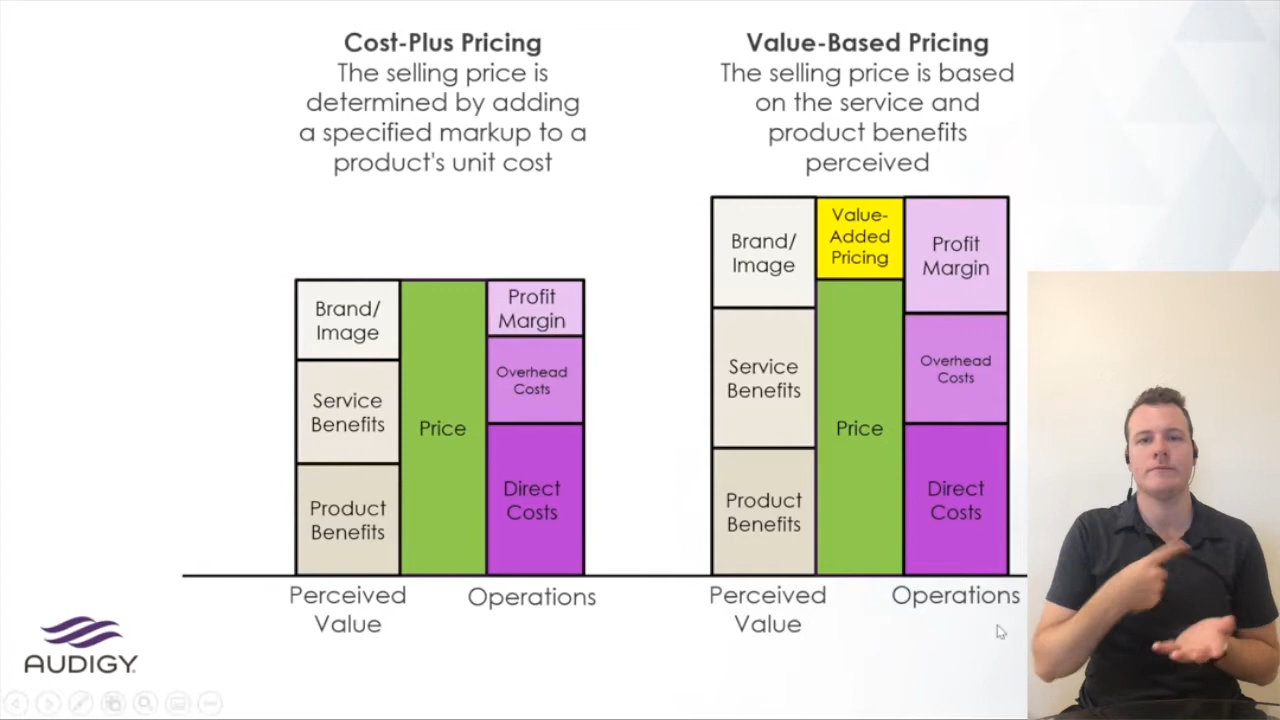 Cost-Plus Pricing
The selling price is
determined by adding
a specified markup to a
product's unit cost
Value-Based Pricing
The selling price is based
on the service and
product benefits
perceived
Brand/
Image
Service
Benefits
Product
Benefits
Price
Profit
Margin
Overhead
Costs
Direct
Costs
Perceived
Value
Operations
Brand/
Image
Service
Benefits
Product
Benefits
Value-
Added
Pricing
Price
Profit
Margin
Overhead
Costs
Direct
Costs
Perceived
Value
Operations
AUDIGY